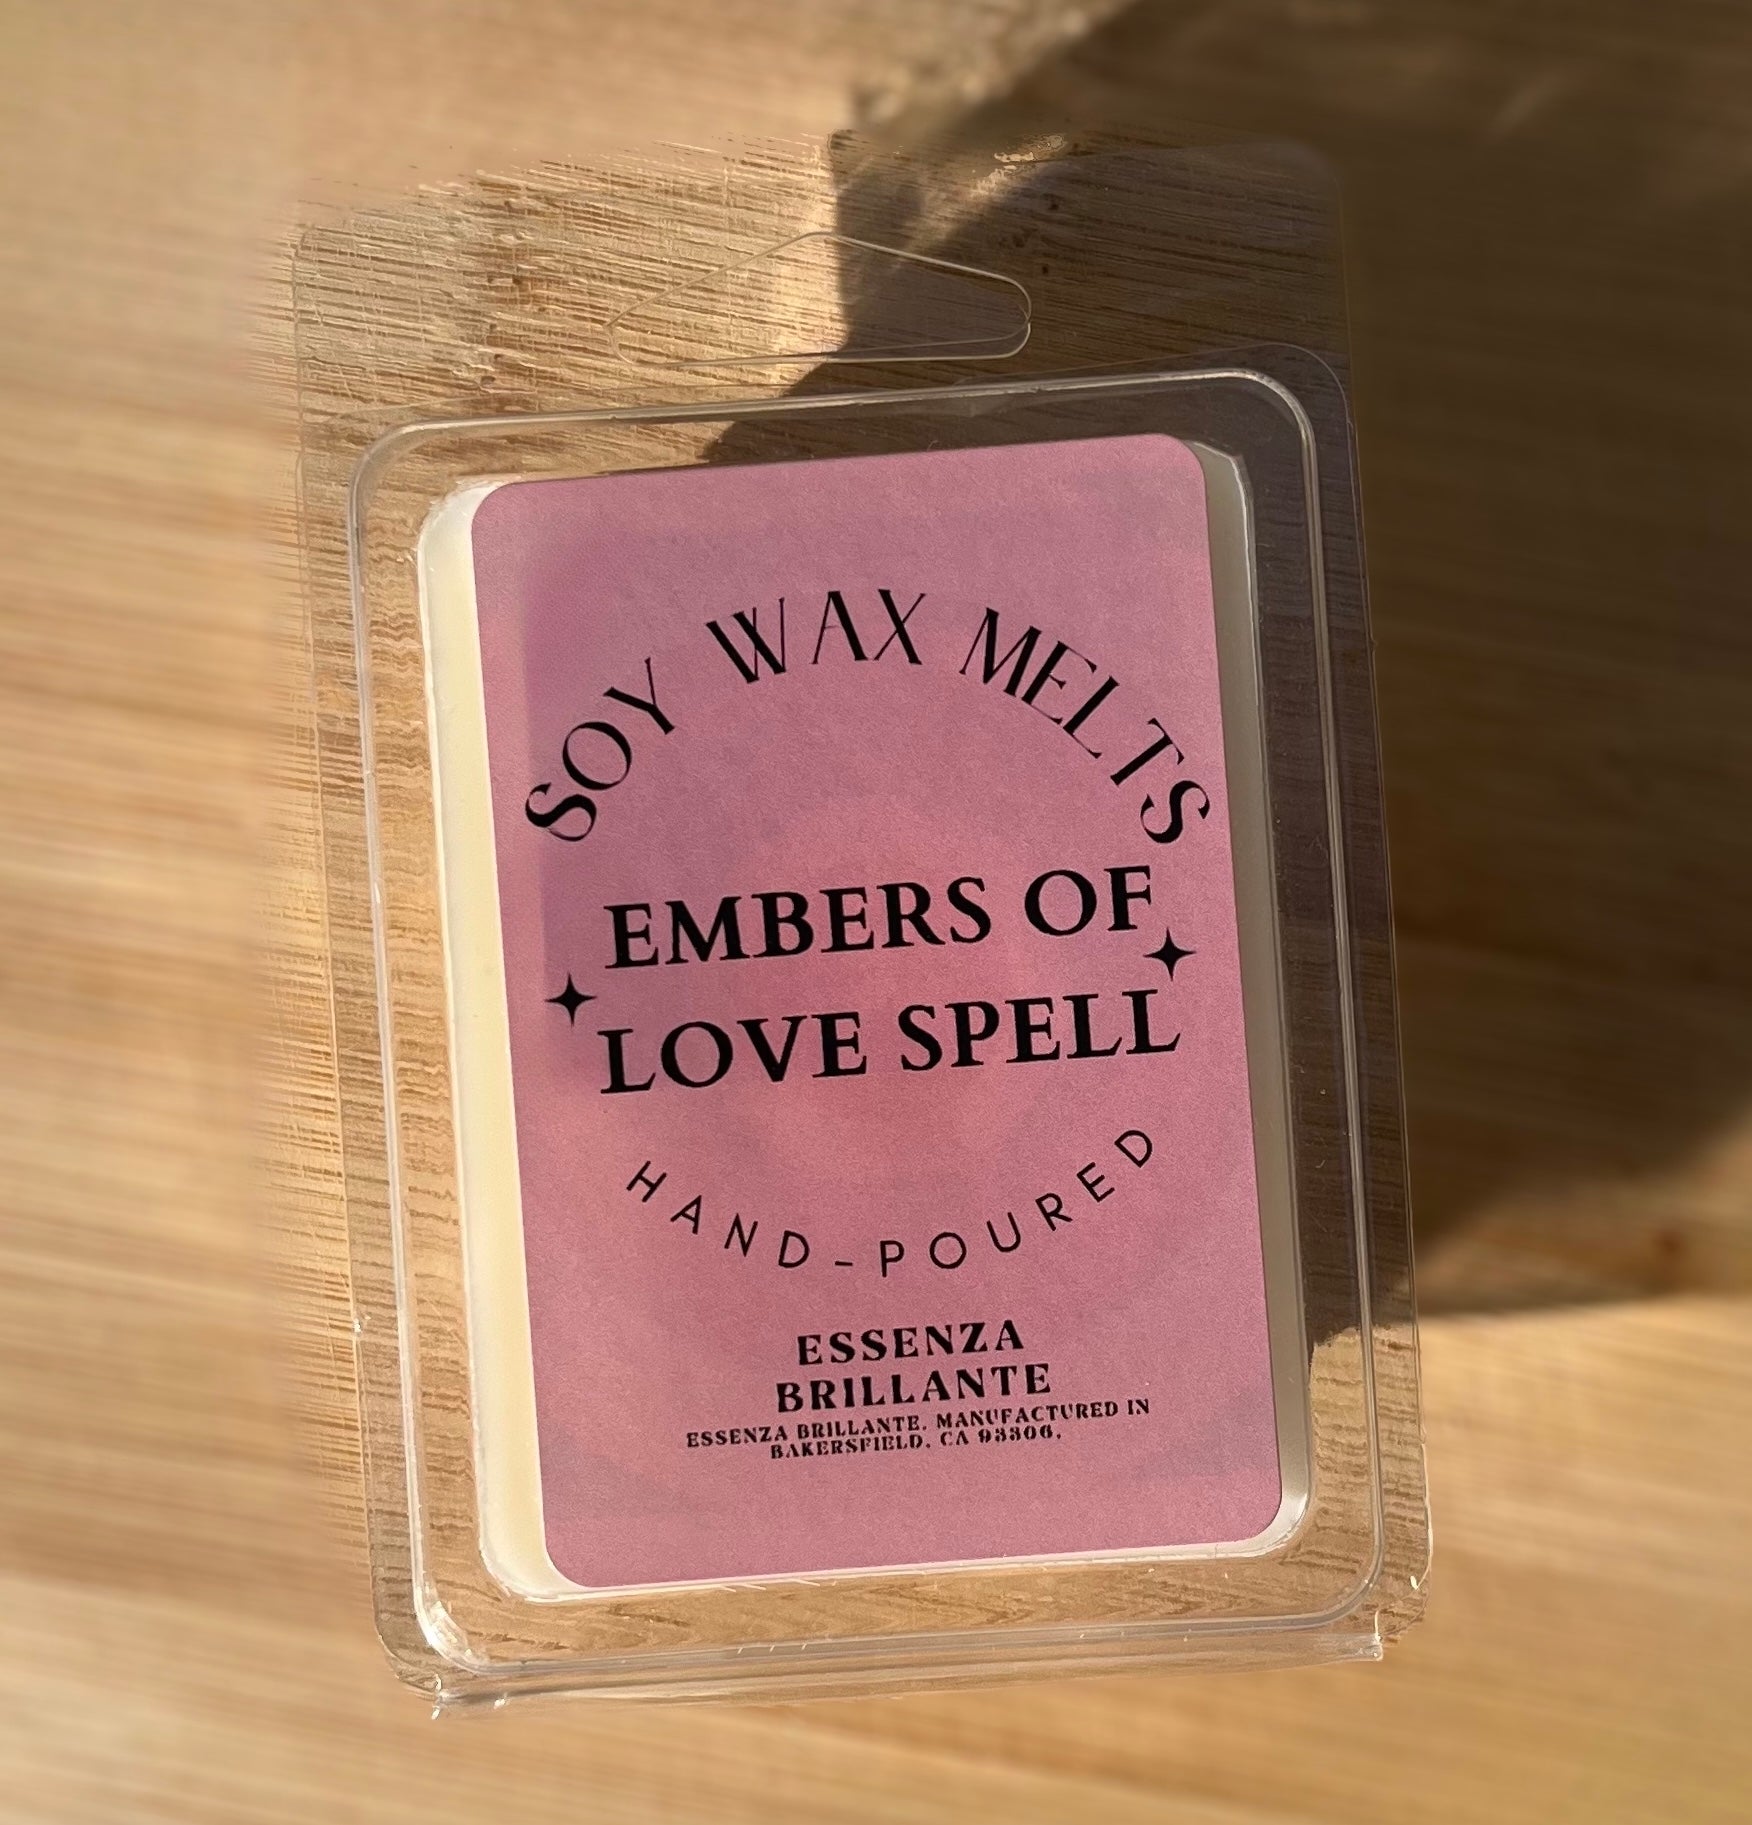 SOY WAX MELTS
EMBERS OF
LOVE SPELL
HAND-POURED
ESSENZA
BRILLANTE
ESSENZA BRILLANTE. MANUFACTURED IN
BAKERSFIELD, CA 93306.